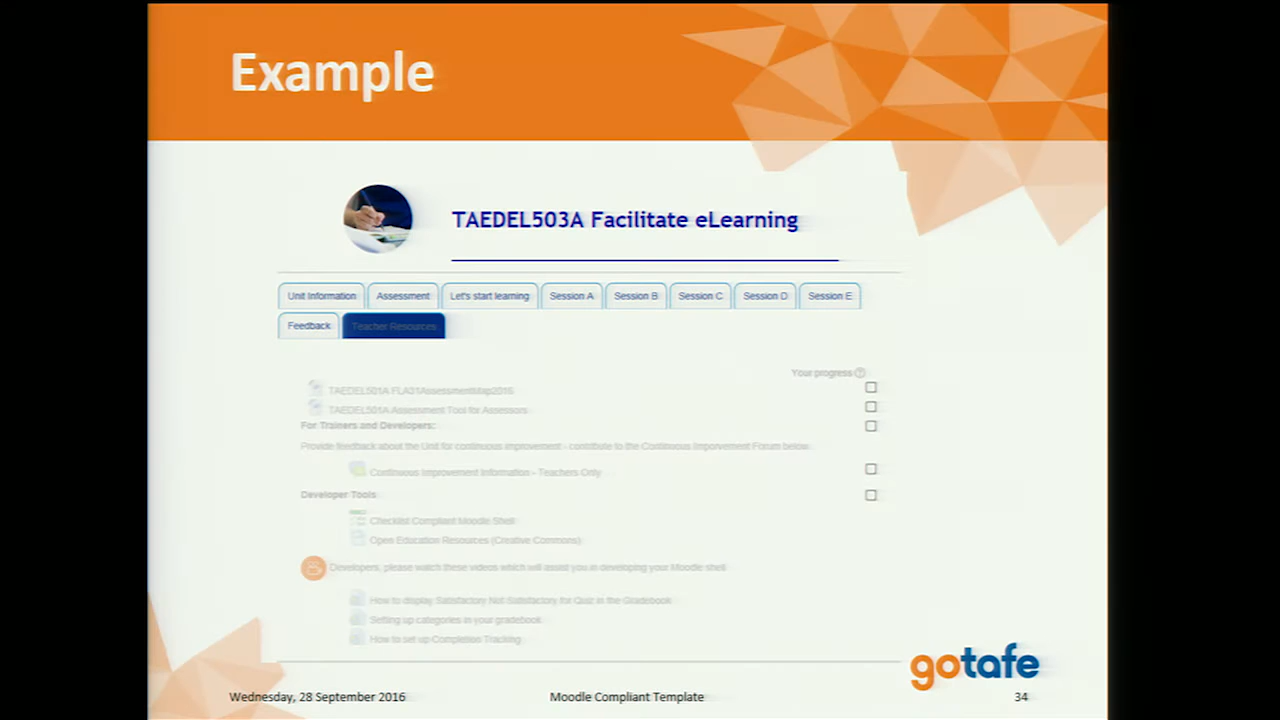 Example
TAEDEL503A Facilitate eLearning
Unit Information Assessment Let's start learning Session A Session B Session C Session D Session E
Feedback Teacher Resources
Your progress
TAEDEL501A FLA31AssessmentMap2016
TAEDEL501A Assessment Tool for Assessors
For Trainers and Developers:
Provide feedback about the Unit for continuous improvement - contribute to the Continuous Imporvement Forum below.
Continuous Improvement Information - Teachers Only
Developer Tools
Checklist Compliant Moodle Shell
Open Education Resources (Creative Commons)
Developers, please watch these videos which will assist you in developing your Moodle shell
How to display Satisfactory Not Satisfactory for Quiz in the Gradebook
Setting up categories in your gradebook
How to set up Completion Tracking
gotafe
Wednesday, 28 September 2016 Moodle Compliant Template 34